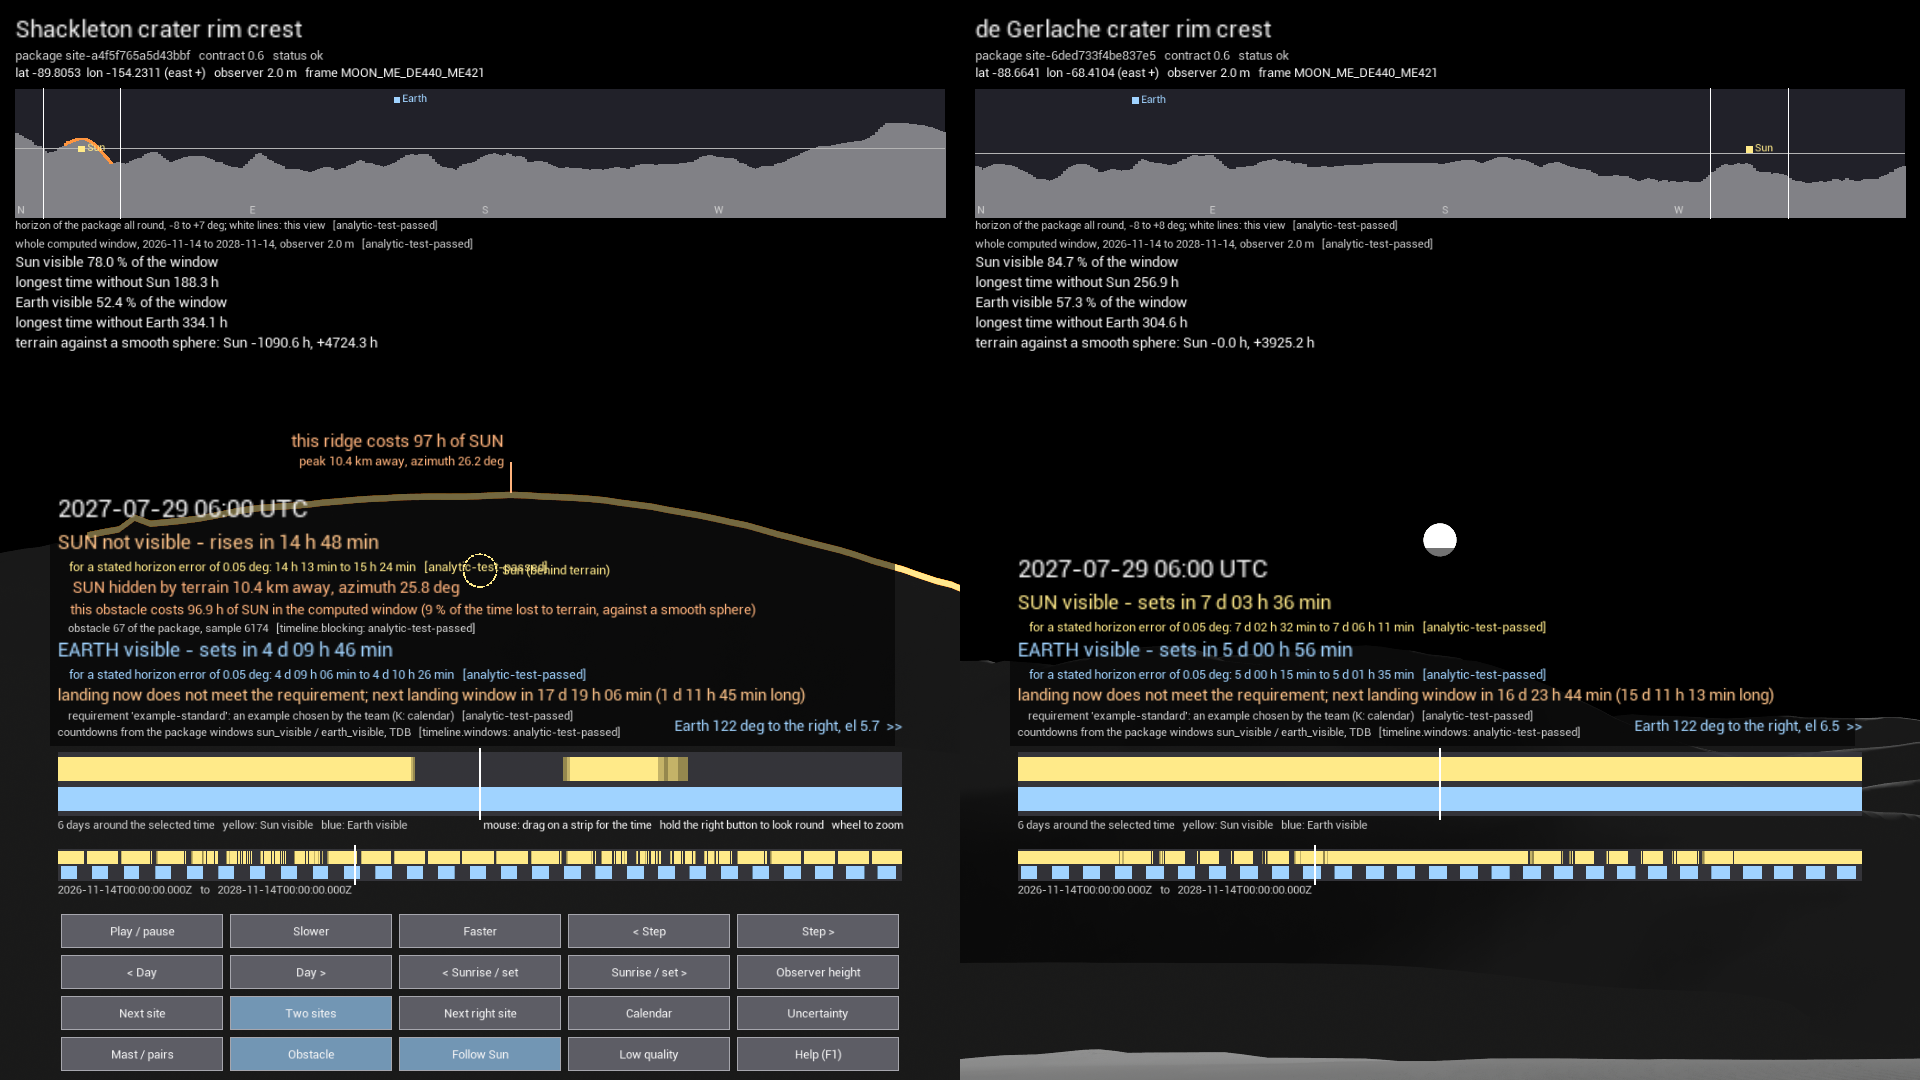 Shackleton crater rim crest
package site-a4f5f765a5d43bbf contract 0.6 status ok
lat -89.8053 lon -154.2311 (east +) observer 2.0 m frame MOON_ME_DE440_ME421
Earth
Sun
N E S W
horizon of the package all round, -8 to +7 deg; white lines: this view [analytic-test-passed]
whole computed window, 2026-11-14 to 2028-11-14, observer 2.0 m [analytic-test-passed]
Sun visible 78.0 % of the window
longest time without Sun 188.3 h
Earth visible 52.4 % of the window
longest time without Earth 334.1 h
terrain against a smooth sphere: Sun -1090.6 h, +4724.3 h
this ridge costs 97 h of SUN
peak 10.4 km away, azimuth 26.2 deg
2027-07-29 06:00 UTC
SUN not visible - rises in 14 h 48 min
for a stated horizon error of 0.05 deg: 14 h 13 min to 15 h 24 min [analytic-test-passed]
Sun (behind terrain)
SUN hidden by terrain 10.4 km away, azimuth 25.8 deg
this obstacle costs 96.9 h of SUN in the computed window (9 % of the time lost to terrain, against a smooth sphere)
obstacle 67 of the package, sample 6174 [timeline.blocking: analytic-test-passed]
EARTH visible - sets in 4 d 09 h 46 min
for a stated horizon error of 0.05 deg: 4 d 09 h 06 min to 4 d 10 h 26 min [analytic-test-passed]
landing now does not meet the requirement; next landing window in 17 d 19 h 06 min (1 d 11 h 45 min long)
requirement 'example-standard': an example chosen by the team (K: calendar) [analytic-test-passed]
Earth 122 deg to the right, el 5.7 >>
countdowns from the package windows sun_visible / earth_visible, TDB [timeline.windows: analytic-test-passed]
6 days around the selected time yellow: Sun visible blue: Earth visible
mouse: drag on a strip for the time hold the right button to look round wheel to zoom
2026-11-14T00:00:00.000Z to 2028-11-14T00:00:00.000Z
Play / pause Slower Faster < Step Step >
< Day Day > < Sunrise / set Sunrise / set > Observer height
Next site Two sites Next right site Calendar Uncertainty
Mast / pairs Obstacle Follow Sun Low quality Help (F1)
de Gerlache crater rim crest
package site-6ded733f4be837e5 contract 0.6 status ok
lat -88.6641 lon -68.4104 (east +) observer 2.0 m frame MOON_ME_DE440_ME421
Earth
Sun
N E S W
horizon of the package all round, -8 to +8 deg; white lines: this view [analytic-test-passed]
whole computed window, 2026-11-14 to 2028-11-14, observer 2.0 m [analytic-test-passed]
Sun visible 84.7 % of the window
longest time without Sun 256.9 h
Earth visible 57.3 % of the window
longest time without Earth 304.6 h
terrain against a smooth sphere: Sun -0.0 h, +3925.2 h
2027-07-29 06:00 UTC
SUN visible - sets in 7 d 03 h 36 min
for a stated horizon error of 0.05 deg: 7 d 02 h 32 min to 7 d 06 h 11 min [analytic-test-passed]
EARTH visible - sets in 5 d 00 h 56 min
for a stated horizon error of 0.05 deg: 5 d 00 h 15 min to 5 d 01 h 35 min [analytic-test-passed]
landing now does not meet the requirement; next landing window in 16 d 23 h 44 min (15 d 11 h 13 min long)
requirement 'example-standard': an example chosen by the team (K: calendar) [analytic-test-passed]
Earth 122 deg to the right, el 6.5 >>
countdowns from the package windows sun_visible / earth_visible, TDB [timeline.windows: analytic-test-passed]
6 days around the selected time yellow: Sun visible blue: Earth visible
2026-11-14T00:00:00.000Z to 2028-11-14T00:00:00.000Z